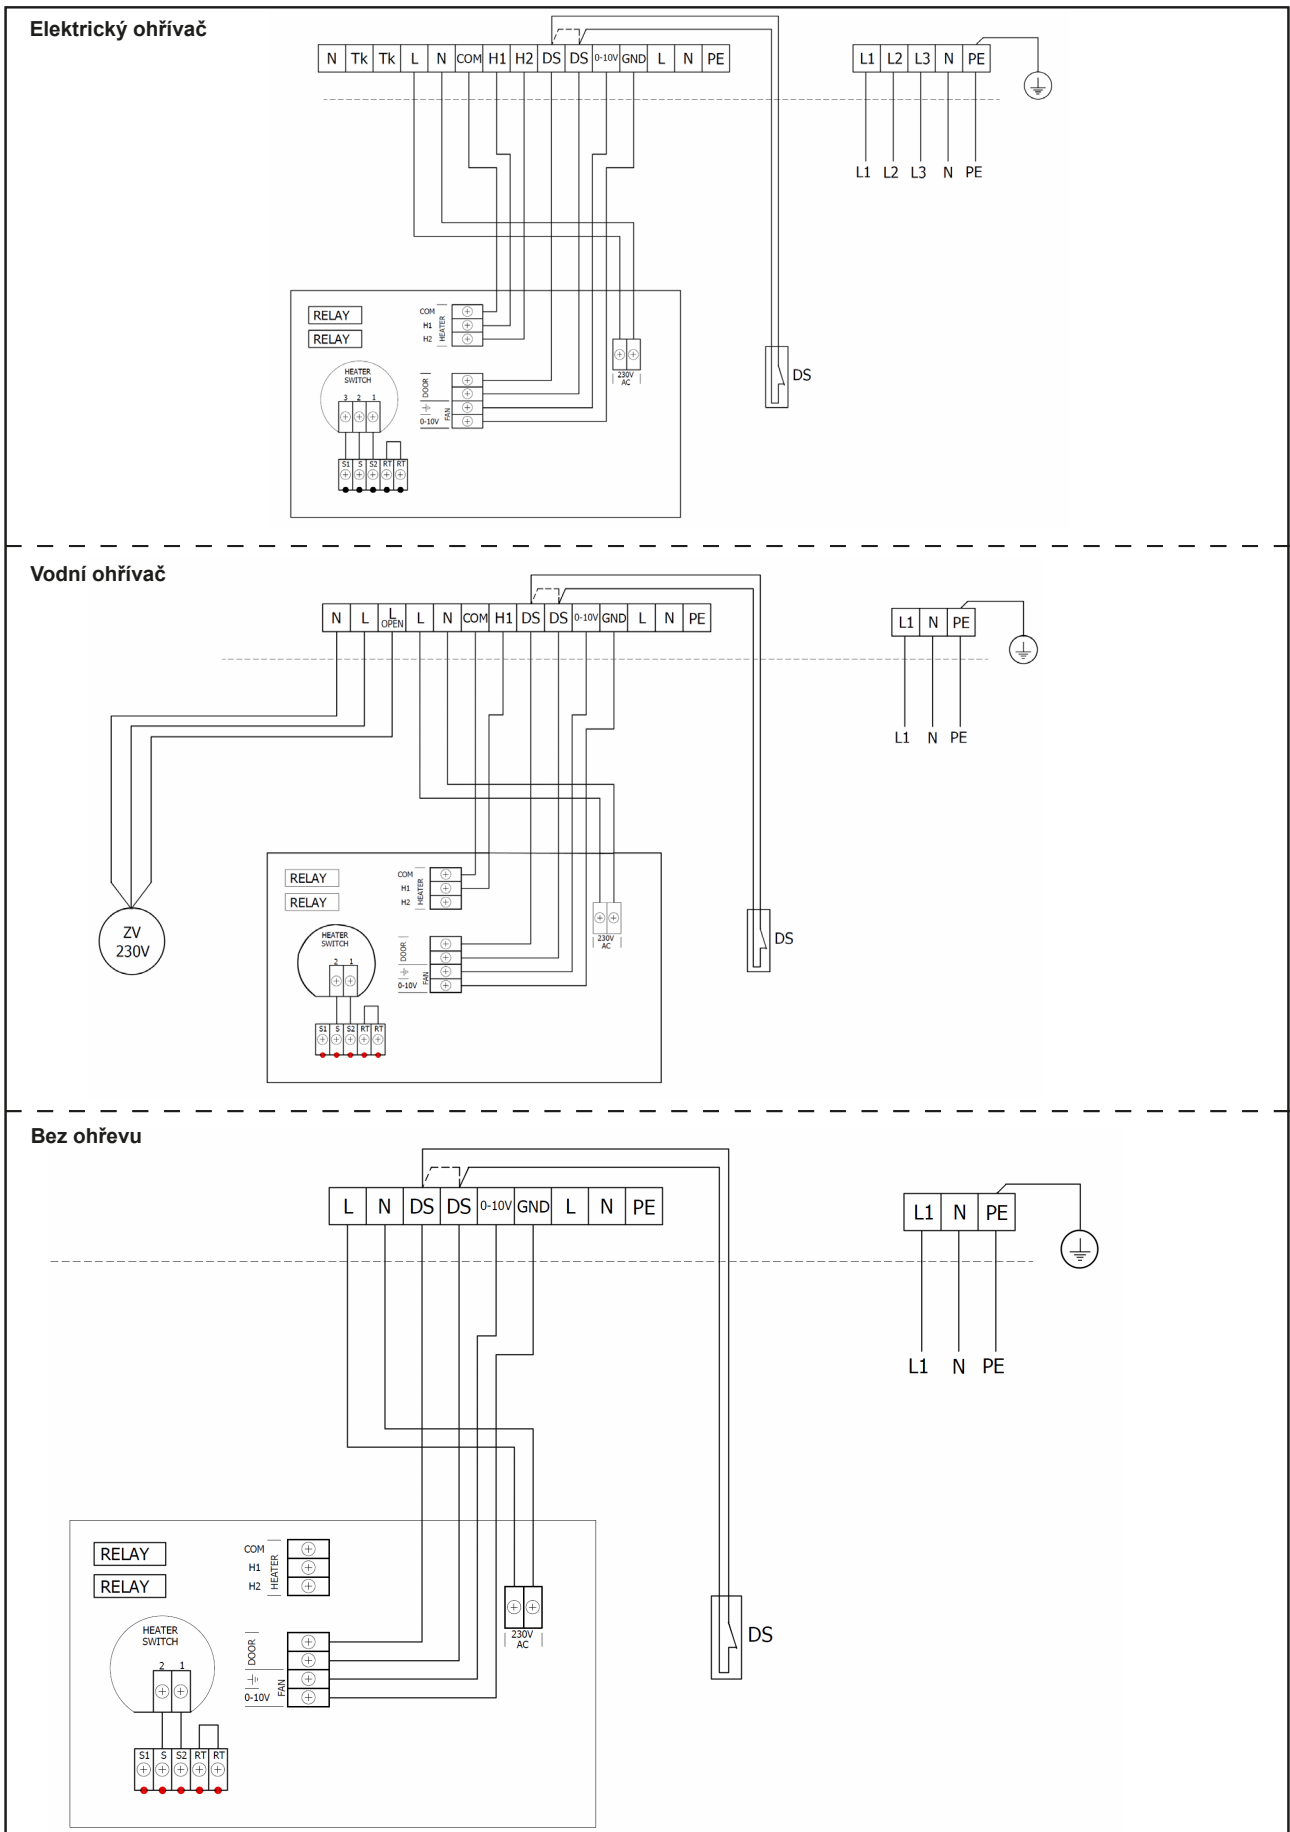 Elektrický ohřívač
N Tk Tk L N COM H1 H2 DS DS 0-10V GND L N PE
L1 L2 L3 N PE
L1 L2 L3 N PE
RELAY
RELAY
COM
H1
H2
HEATER
HEATER
SWITCH
3 2 1
DOOR
FAN
0-10V
230V
AC
DS
S1 S S2 RT RT
Vodní ohřívač
N L L OPEN L N COM H1 DS DS 0-10V GND L N PE
L1 N PE
L1 N PE
RELAY
RELAY
COM
H1
H2
HEATER
ZV
230V
HEATER
SWITCH
2 1
DOOR
FAN
0-10V
230V
AC
DS
S1 S S2 RT RT
Bez ohřevu
L N DS DS 0-10V GND L N PE
L1 N PE
L1 N PE
RELAY
RELAY
COM
H1
H2
HEATER
HEATER
SWITCH
2 1
DOOR
FAN
0-10V
230V
AC
DS
S1 S S2 RT RT